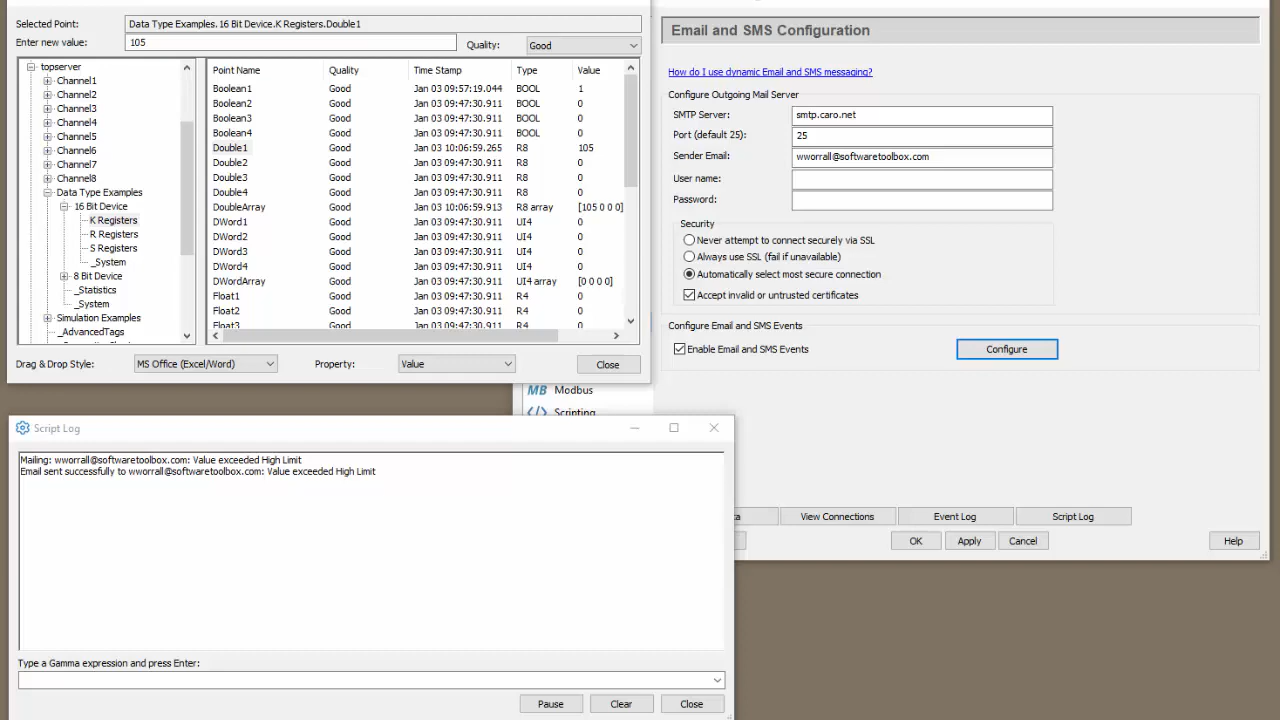 Selected Point: Data Type Examples.16 Bit Device.K Registers.Double1
Enter new value: 105 Quality: Good
topserver
Channel1
Channel2
Channel3
Channel4
Channel5
Channel6
Channel7
Channel8
Data Type Examples
16 Bit Device
K Registers
R Registers
S Registers
_System
8 Bit Device
_Statistics
_System
Simulation Examples
_AdvancedTags
Point Name Quality Time Stamp Type Value
Boolean1 Good Jan 03 09:57:19.044 BOOL 1
Boolean2 Good Jan 03 09:47:30.911 BOOL 0
Boolean3 Good Jan 03 09:47:30.911 BOOL 0
Boolean4 Good Jan 03 09:47:30.911 BOOL 0
Double1 Good Jan 03 10:06:59.265 R8 105
Double2 Good Jan 03 09:47:30.911 R8 0
Double3 Good Jan 03 09:47:30.911 R8 0
Double4 Good Jan 03 09:47:30.911 R8 0
DoubleArray Good Jan 03 10:06:59.913 R8 array [105 0 0 0]
DWord1 Good Jan 03 09:47:30.911 UI4 0
DWord2 Good Jan 03 09:47:30.911 UI4 0
DWord3 Good Jan 03 09:47:30.911 UI4 0
DWord4 Good Jan 03 09:47:30.911 UI4 0
DWordArray Good Jan 03 09:47:30.911 UI4 array [0 0 0 0]
Float1 Good Jan 03 09:47:30.911 R4 0
Float2 Good Jan 03 09:47:30.911 R4 0
Float3 Good Jan 03 09:47:30.911 R4 0
Drag & Drop Style: MS Office (Excel/Word) Property: Value Close
Email and SMS Configuration
How do I use dynamic Email and SMS messaging?
Configure Outgoing Mail Server
SMTP Server: smtp.caro.net
Port (default 25): 25
Sender Email: wworrall@softwaretoolbox.com
User name:
Password:
Security
Never attempt to connect securely via SSL
Always use SSL (fail if unavailable)
Automatically select most secure connection
Accept invalid or untrusted certificates
Configure Email and SMS Events
Enable Email and SMS Events Configure
MB Modbus
</> Scripting
View Connections Event Log Script Log
OK Apply Cancel Help
Script Log
Mailing: wworrall@softwaretoolbox.com: Value exceeded High Limit
Email sent successfully to wworrall@softwaretoolbox.com: Value exceeded High Limit
Type a Gamma expression and press Enter:
Pause Clear Close